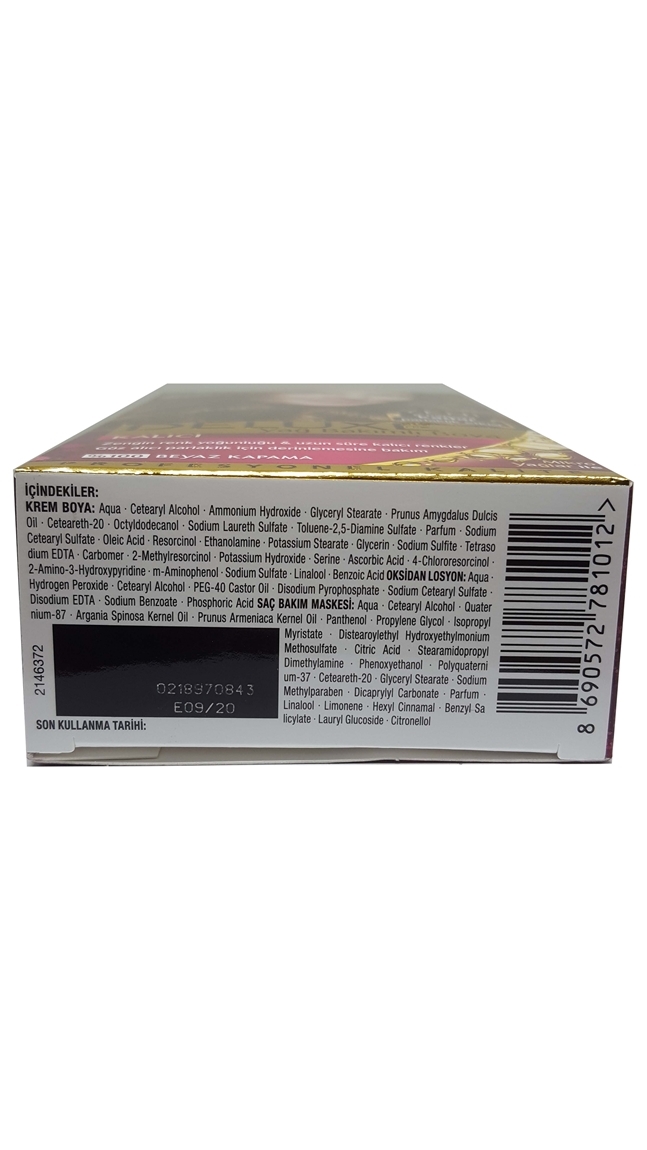 KALICI
Zengin renk yoğunluğu & uzun süre kalıcı renkler
Göz alıcı parlaklık için derinlemesine bakım
%100 BEYAZ KAPAMA
İÇİNDEKİLER:
KREM BOYA: Aqua · Cetearyl Alcohol · Ammonium Hydroxide · Glyceryl Stearate · Prunus Amygdalus Dulcis
Oil · Ceteareth-20 · Octyldodecanol · Sodium Laureth Sulfate · Toluene-2,5-Diamine Sulfate · Parfum · Sodium
Cetearyl Sulfate · Oleic Acid · Resorcinol · Ethanolamine · Potassium Stearate · Glycerin · Sodium Sulfite · Tetraso
dium EDTA · Carbomer · 2-Methylresorcinol · Potassium Hydroxide · Serine · Ascorbic Acid · 4-Chlororesorcinol ·
2-Amino-3-Hydroxypyridine · m-Aminophenol · Sodium Sulfate · Linalool · Benzoic Acid OKSİDAN LOSYON: Aqua ·
Hydrogen Peroxide · Cetearyl Alcohol · PEG-40 Castor Oil · Disodium Pyrophosphate · Sodium Cetearyl Sulfate ·
Disodium EDTA · Sodium Benzoate · Phosphoric Acid SAÇ BAKIM MASKESİ: Aqua · Cetearyl Alcohol · Quater
nium-87 · Argania Spinosa Kernel Oil · Prunus Armeniaca Kernel Oil · Panthenol · Propylene Glycol · Isopropyl
Myristate · Distearoylethyl Hydroxyethylmonium
Methosulfate · Citric Acid · Stearamidopropyl
Dimethylamine · Phenoxyethanol · Polyquaterni
um-37 · Ceteareth-20 · Glyceryl Stearate · Sodium
Methylparaben · Dicaprylyl Carbonate · Parfum ·
Linalool · Limonene · Hexyl Cinnamal · Benzyl Sa
licylate · Lauryl Glucoside · Citronellol
2146372
0218970843
E09/20
SON KULLANMA TARİHİ:
8 690572 781012 >